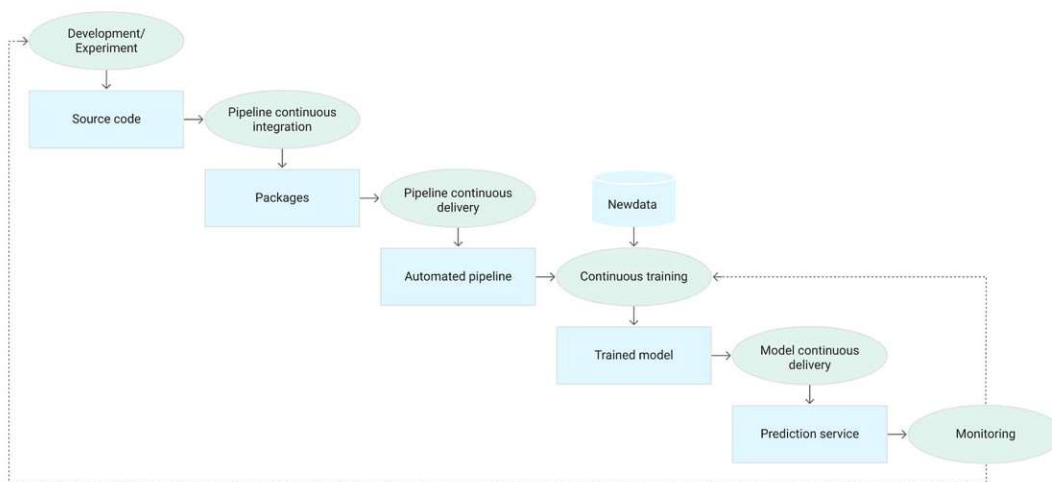 Development/
Experiment
Source code
Pipeline continuous
integration
Packages
Pipeline continuous
delivery
Newdata
Automated pipeline
Continuous training
Trained model
Model continuous
delivery
Prediction service
Monitoring